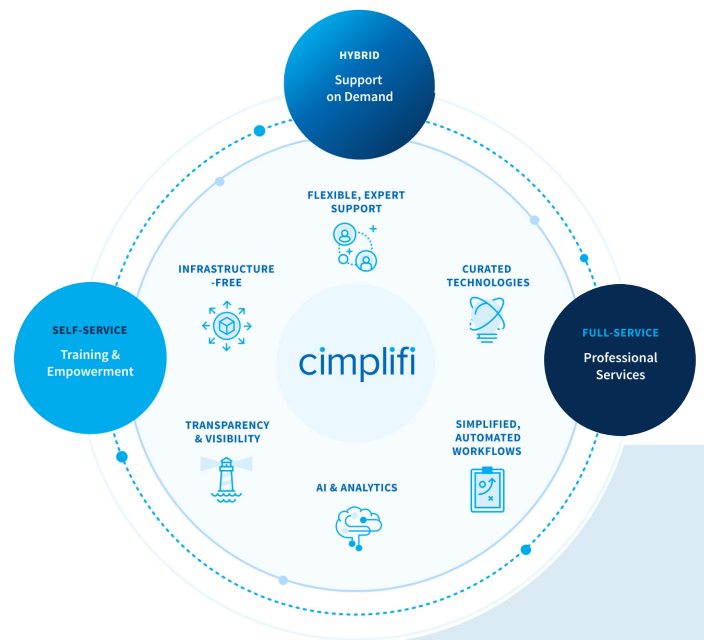 HYBRID
Support
on Demand
FLEXIBLE, EXPERT
SUPPORT
INFRASTRUCTURE
-FREE
CURATED
TECHNOLOGIES
SELF-SERVICE
Training &
Empowerment
cimplifi
FULL-SERVICE
Professional
Services
TRANSPARENCY
& VISIBILITY
SIMPLIFIED,
AUTOMATED
WORKFLOWS
AI & ANALYTICS